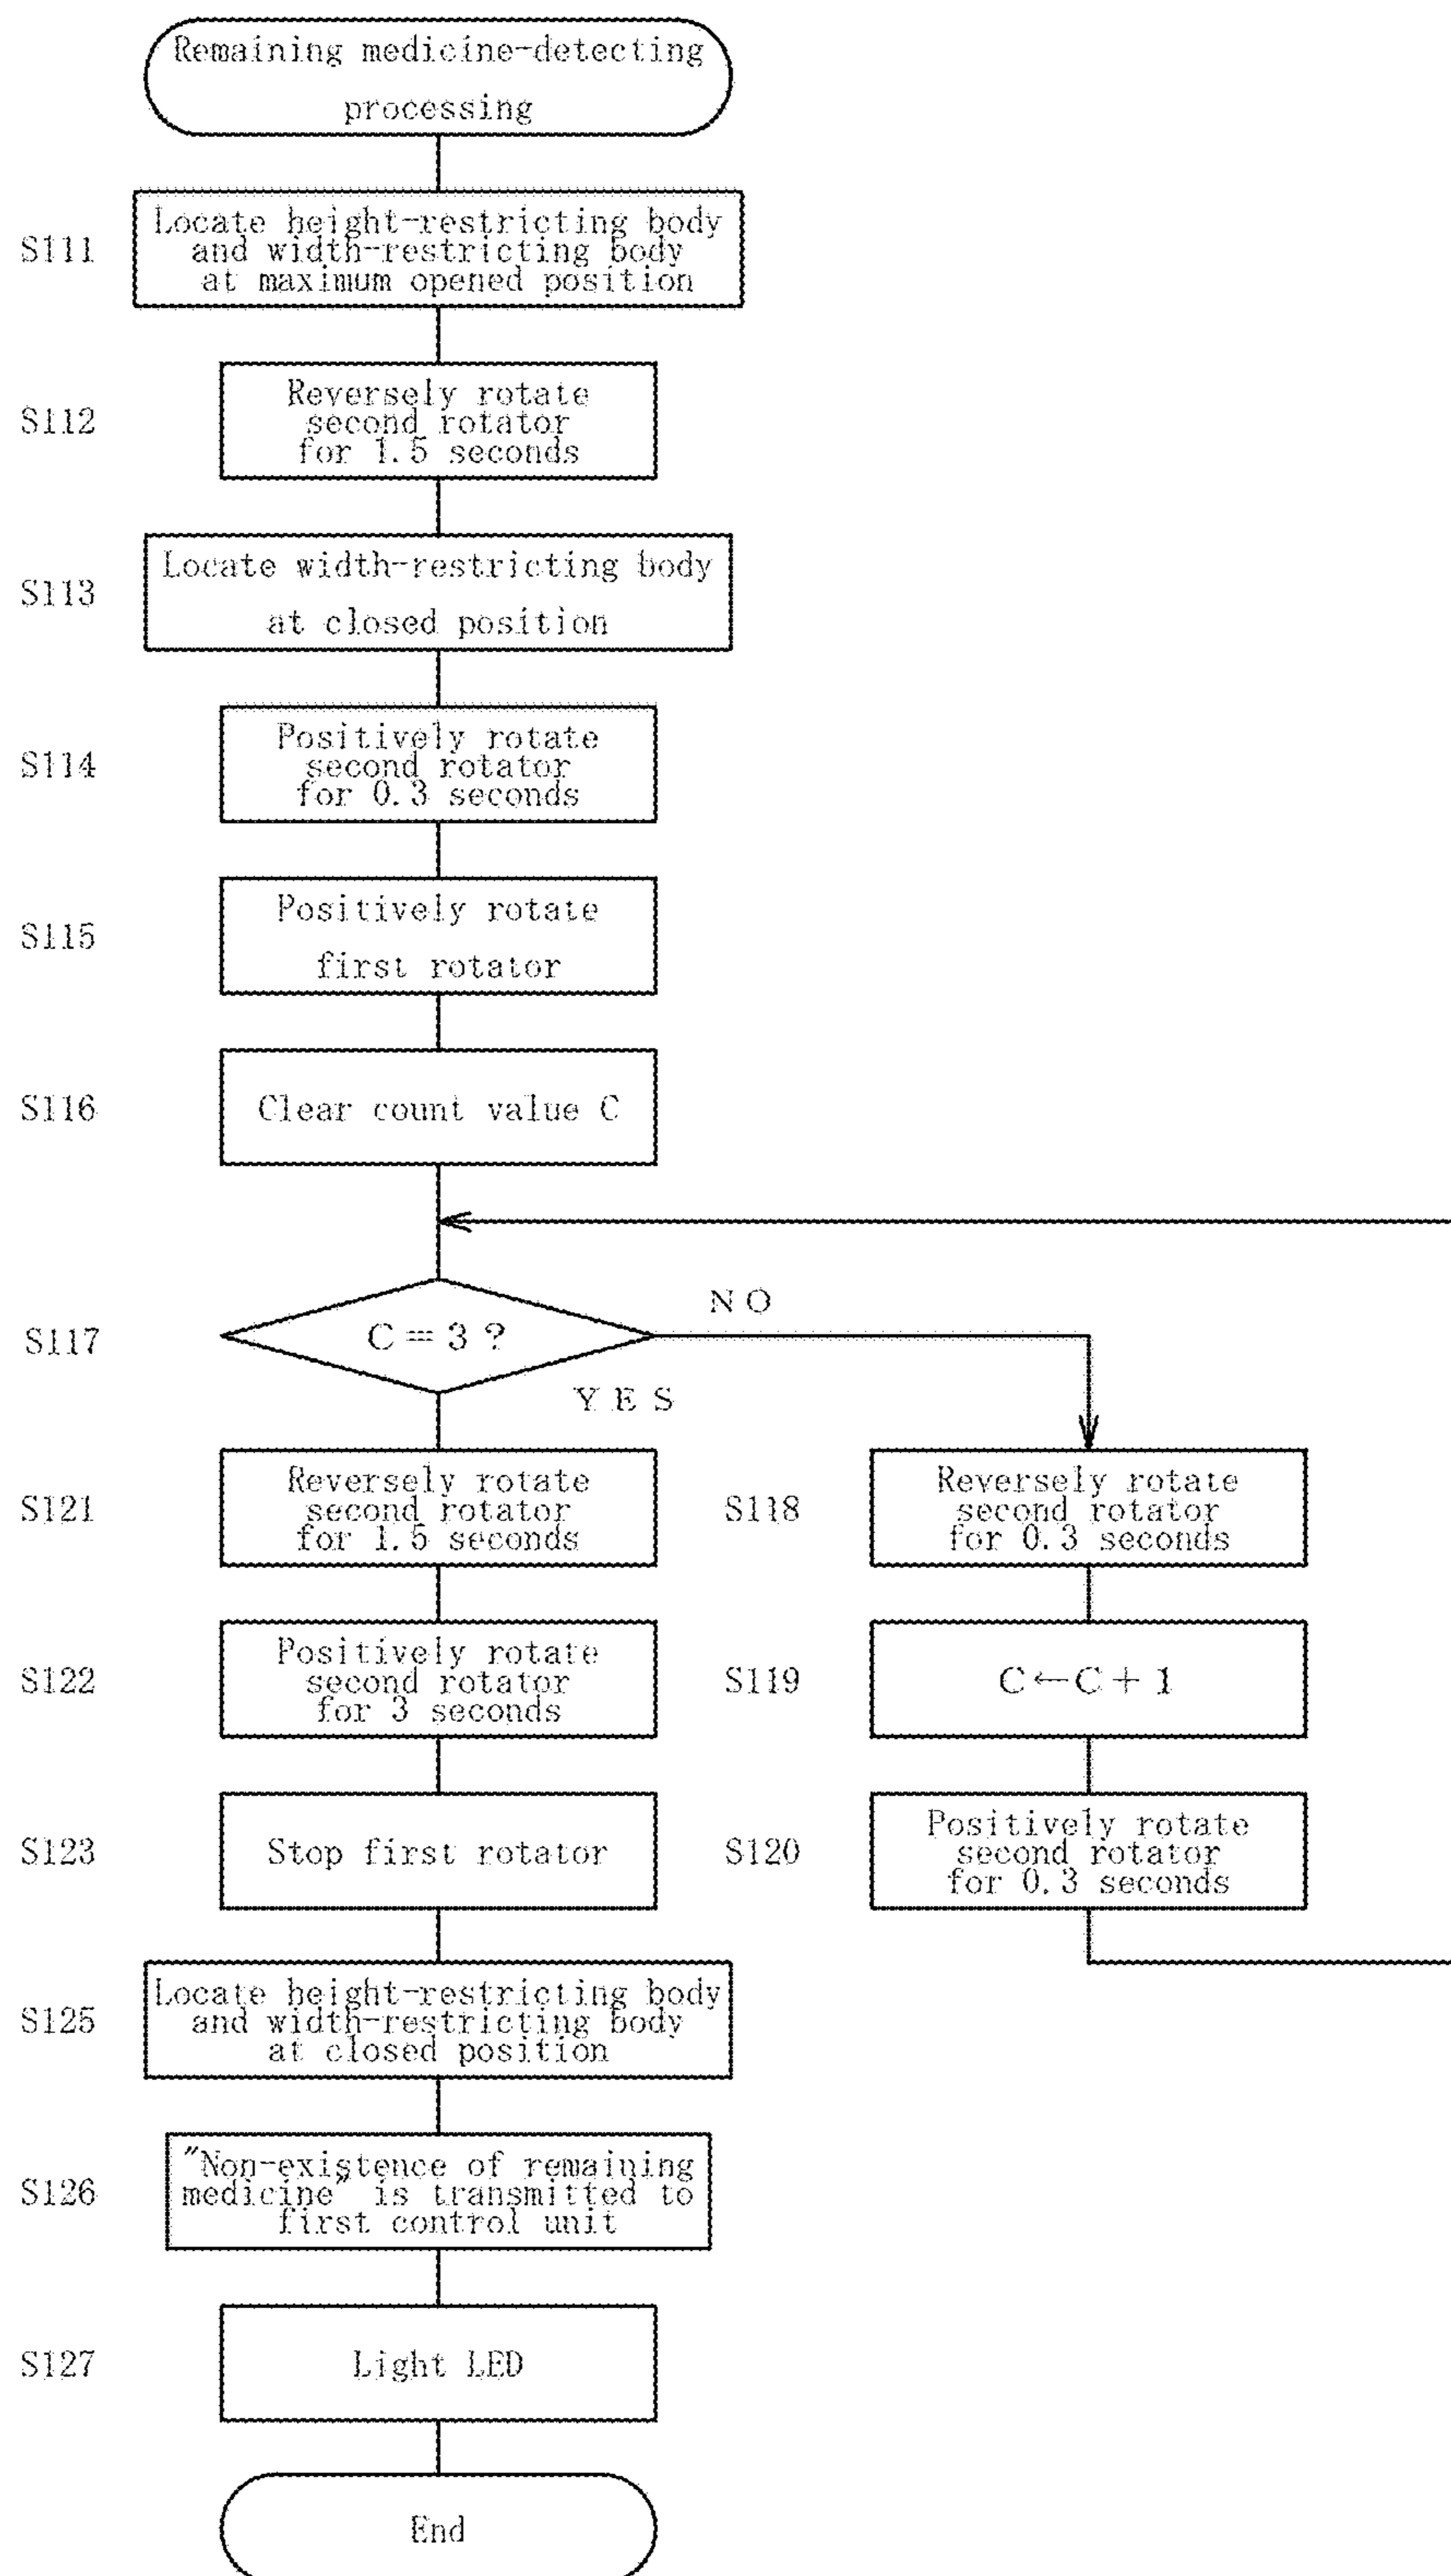 Remaining medicine-detecting
processing
S111
Locate height-restricting body
and width-restricting body
at maximum opened position
S112
Reversely rotate
second rotator
for 1.5 seconds
S113
Locate width-restricting body
at closed position
S114
Positively rotate
second rotator
for 0.3 seconds
S115
Positively rotate
first rotator
S116
Clear count value C
S117
C = 3 ?
NO
YES
S121
Reversely rotate
second rotator
for 1.5 seconds
S118
Reversely rotate
second rotator
for 0.3 seconds
S122
Positively rotate
second rotator
for 3 seconds
S119
C←C + 1
S123
Stop first rotator
S120
Positively rotate
second rotator
for 0.3 seconds
S125
Locate height-restricting body
and width-restricting body
at closed position
S126
"Non-existence of remaining
medicine" is transmitted to
first control unit
S127
Light LED
End